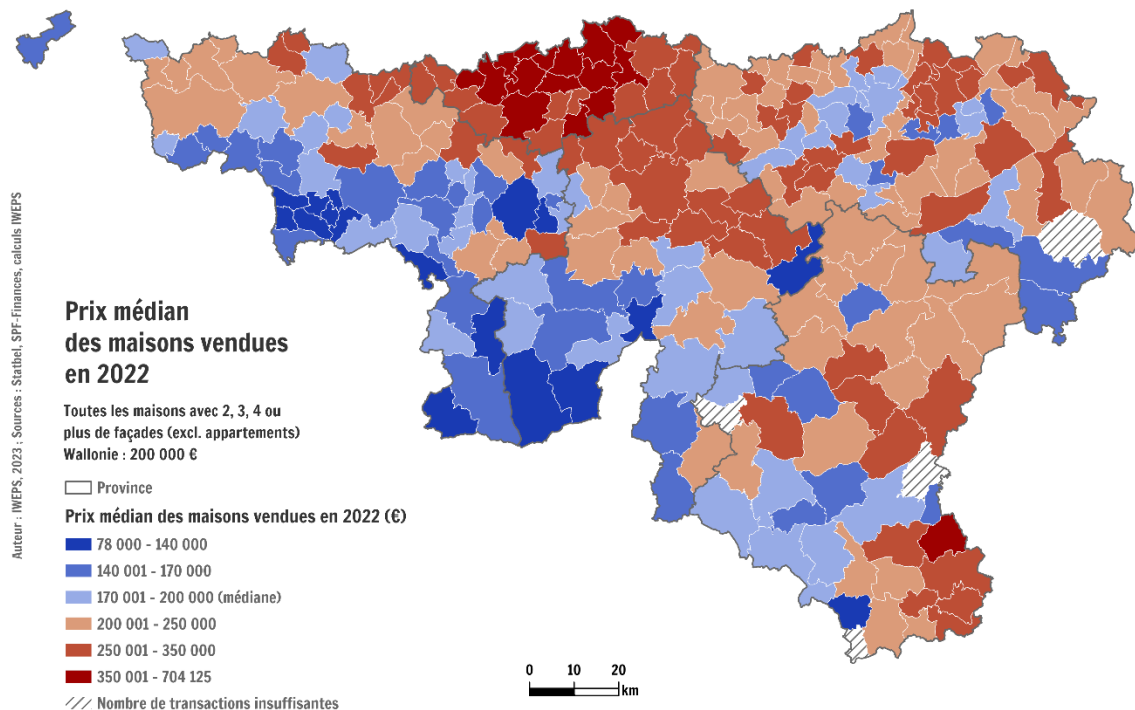 Prix médian
des maisons vendues
en 2022
Toutes les maisons avec 2, 3, 4 ou
plus de façades (excl. appartements)
Wallonie : 200 000 €
Province
Prix médian des maisons vendues en 2022 (€)
78 000 - 140 000
140 001 - 170 000
170 001 - 200 000 (médiane)
200 001 - 250 000
250 001 - 350 000
350 001 - 704 125
Nombre de transactions insuffisantes
0 10 20
km
Auteur : IWEPS, 2023 ; Sources : Statbel, SPF-Finances, calculs IWEPS